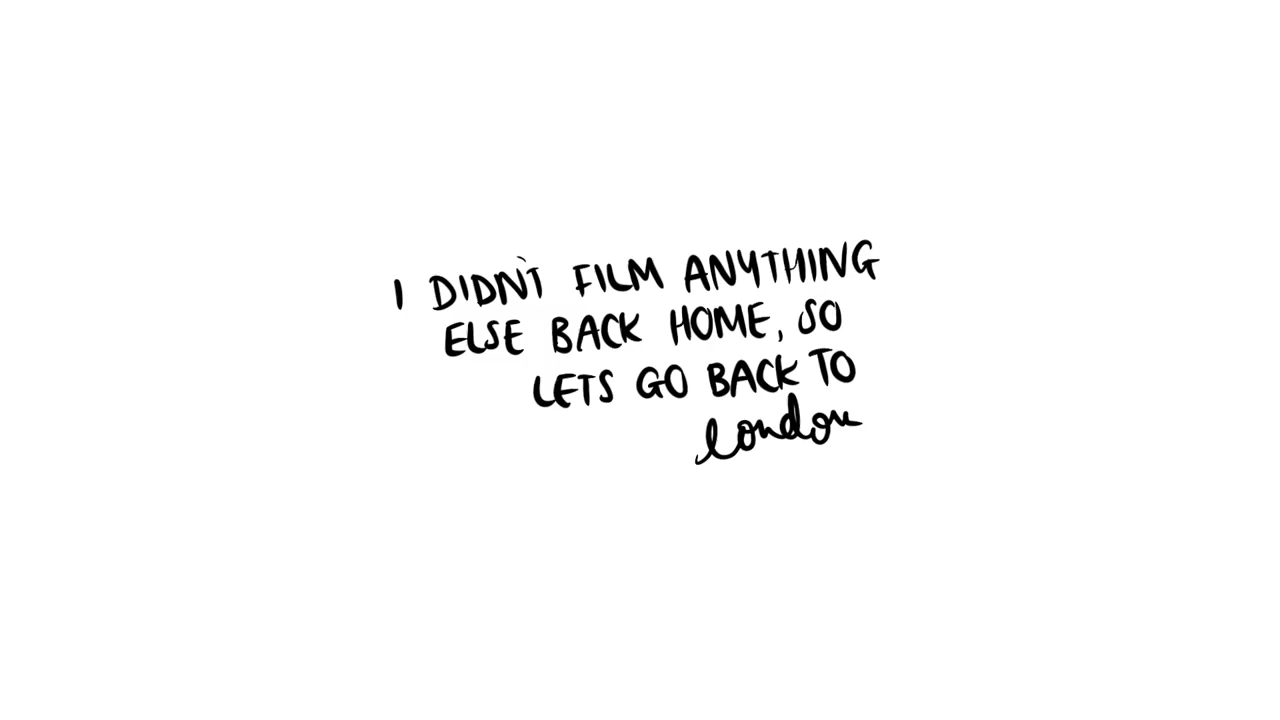 I DIDN'T FILM ANYTHING
ELSE BACK HOME, SO
LETS GO BACK TO
london